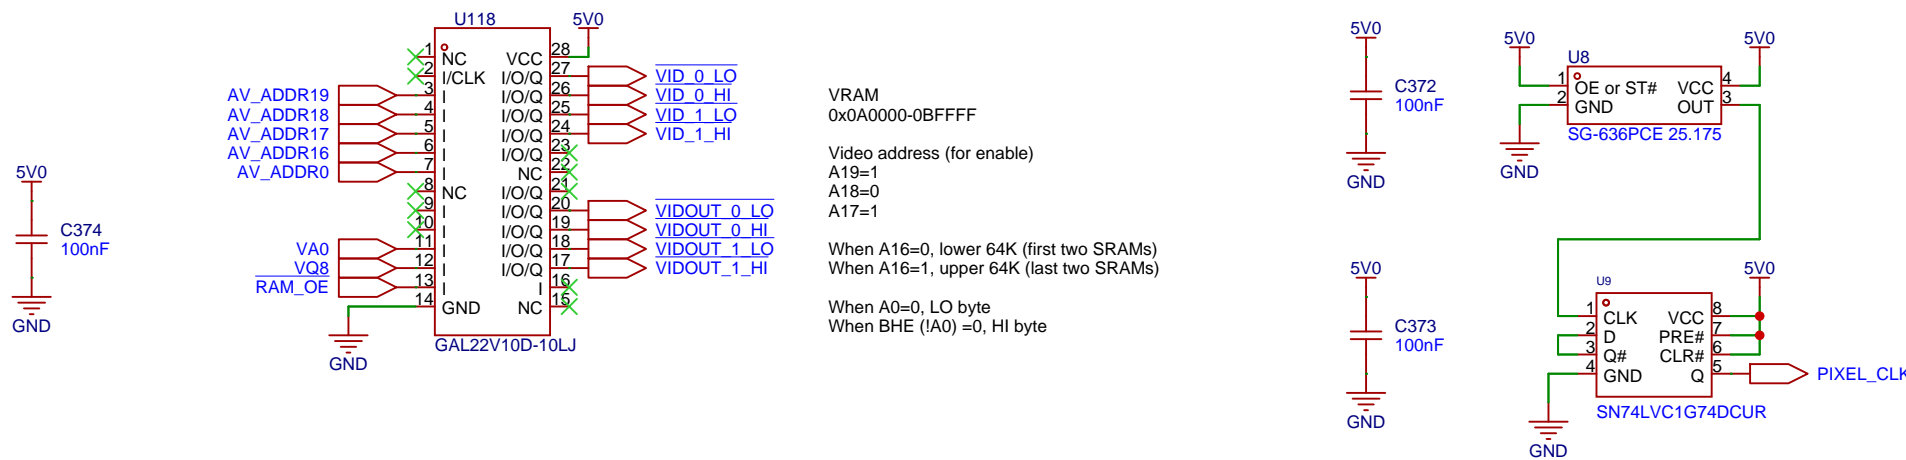 5V0
C374
100nF
GND
U118
5V0
AV_ADDR19
AV_ADDR18
AV_ADDR17
AV_ADDR16
AV_ADDR0
VA0
VQ8
RAM_OE
1 NC
2 I/CLK
3 I
4 I
5 I
6 I
7 I
8 NC
9 I
10 I
11 I
12 I
13 I
14 GND
VCC 28
I/O/Q 27
I/O/Q 26
I/O/Q 25
I/O/Q 24
I/O/Q 23
NC 22
I/O/Q 21
I/O/Q 20
I/O/Q 19
I/O/Q 18
I/O/Q 17
I 16
NC 15
VID_0_LO
VID_0_HI
VID_1_LO
VID_1_HI
VIDOUT_0_LO
VIDOUT_0_HI
VIDOUT_1_LO
VIDOUT_1_HI
GND
GAL22V10D-10LJ
VRAM
0x0A0000-0BFFFF
Video address (for enable)
A19=1
A18=0
A17=1
When A16=0, lower 64K (first two SRAMs)
When A16=1, upper 64K (last two SRAMs)
When A0=0, LO byte
When BHE (!A0) =0, HI byte
5V0
C372
100nF
GND
5V0
C373
100nF
GND
5V0
U8
5V0
1 OE or ST#
2 GND
VCC 4
OUT 3
SG-636PCE 25.175
GND
U9
5V0
1 CLK
2 D
3 Q#
4 GND
VCC 8
PRE# 7
CLR# 6
Q 5
PIXEL_CLK
SN74LVC1G74DCUR
GND